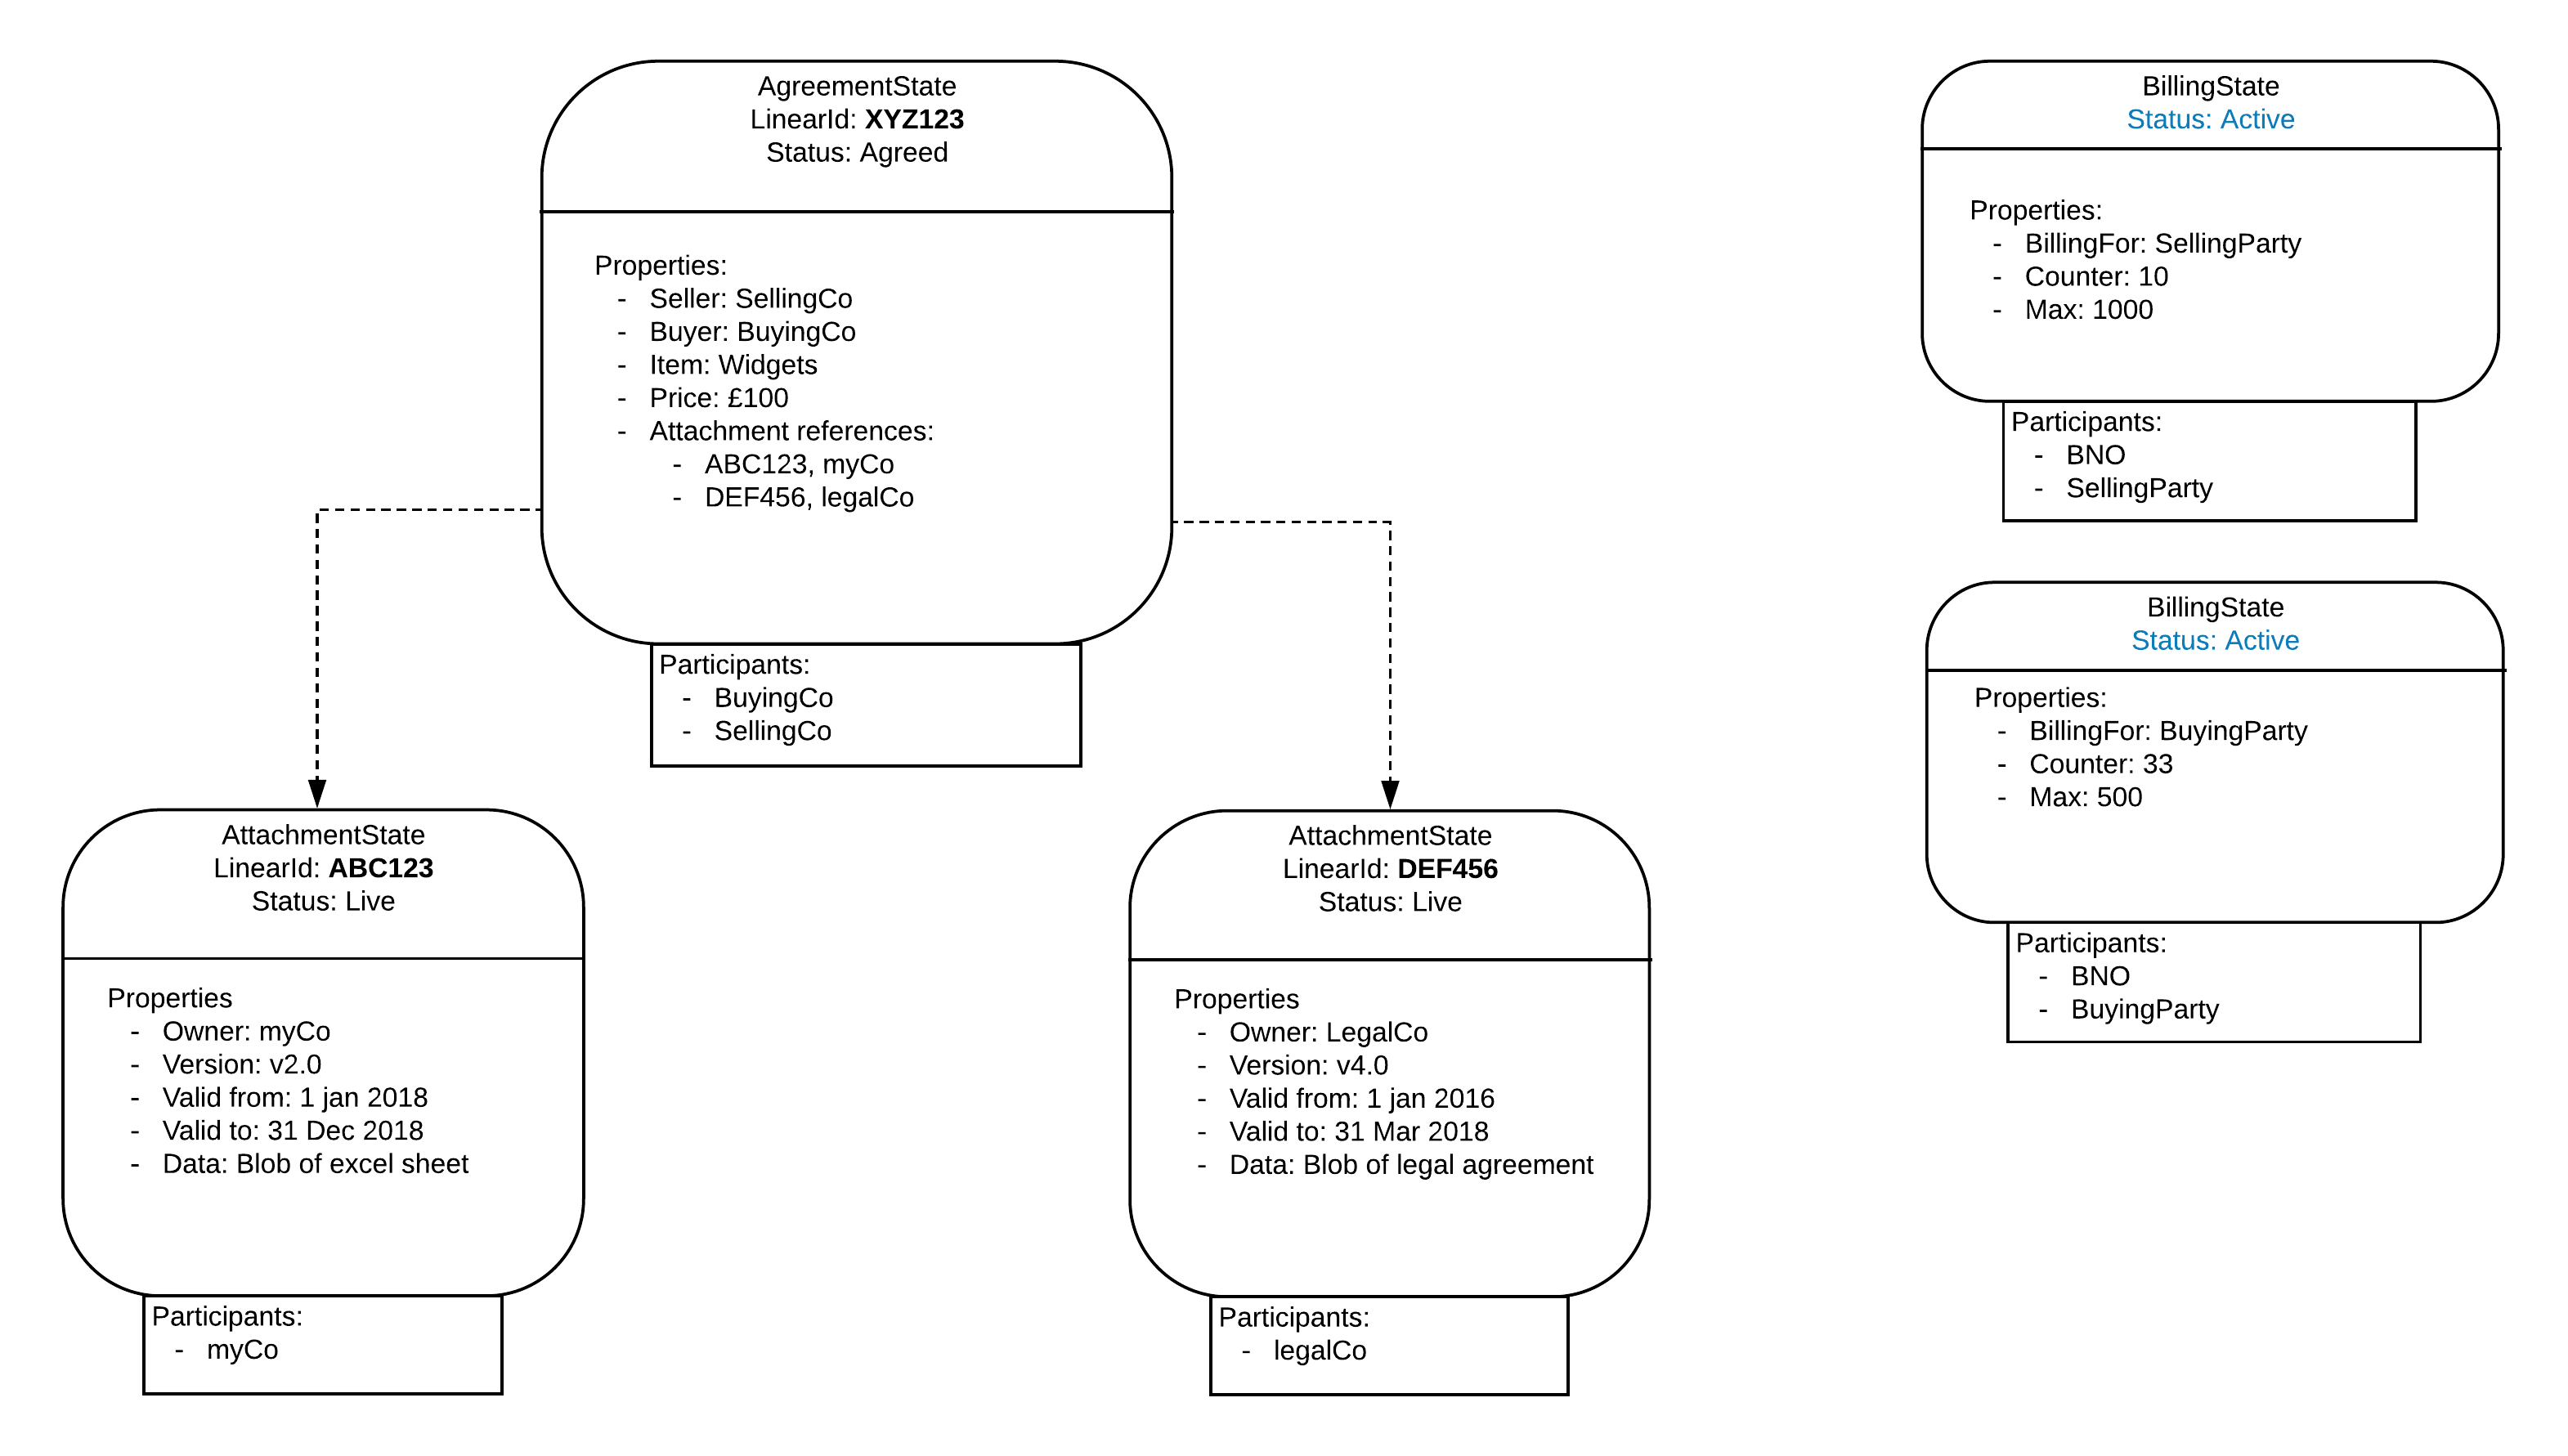 AgreementState
LinearId: XYZ123
Status: Agreed
Properties:
- Seller: SellingCo
- Buyer: BuyingCo
- Item: Widgets
- Price: £100
- Attachment references:
- ABC123, myCo
- DEF456, legalCo
Participants:
- BuyingCo
- SellingCo
AttachmentState
LinearId: ABC123
Status: Live
Properties
- Owner: myCo
- Version: v2.0
- Valid from: 1 jan 2018
- Valid to: 31 Dec 2018
- Data: Blob of excel sheet
Participants:
- myCo
AttachmentState
LinearId: DEF456
Status: Live
Properties
- Owner: LegalCo
- Version: v4.0
- Valid from: 1 jan 2016
- Valid to: 31 Mar 2018
- Data: Blob of legal agreement
Participants:
- legalCo
BillingState
Status: Active
Properties:
- BillingFor: SellingParty
- Counter: 10
- Max: 1000
Participants:
- BNO
- SellingParty
BillingState
Status: Active
Properties:
- BillingFor: BuyingParty
- Counter: 33
- Max: 500
Participants:
- BNO
- BuyingParty